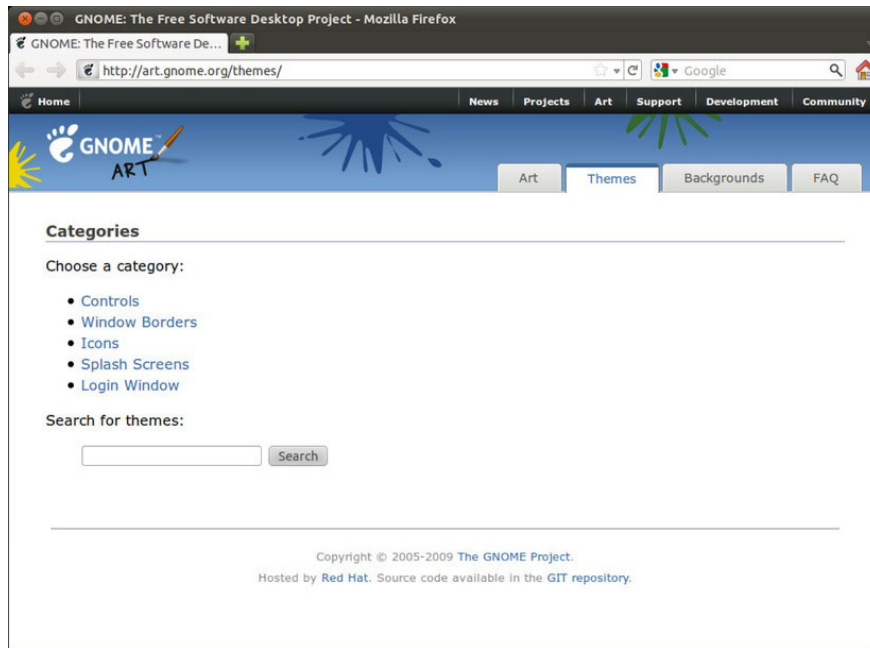 GNOME: The Free Software Desktop Project - Mozilla Firefox
GNOME: The Free Software De...
http://art.gnome.org/themes/ Google
Home News Projects Art Support Development Community
GNOME™
ART
Art Themes Backgrounds FAQ
Categories
Choose a category:
Controls
Window Borders
Icons
Splash Screens
Login Window
Search for themes:
Search
Copyright © 2005-2009 The GNOME Project.
Hosted by Red Hat. Source code available in the GIT repository.